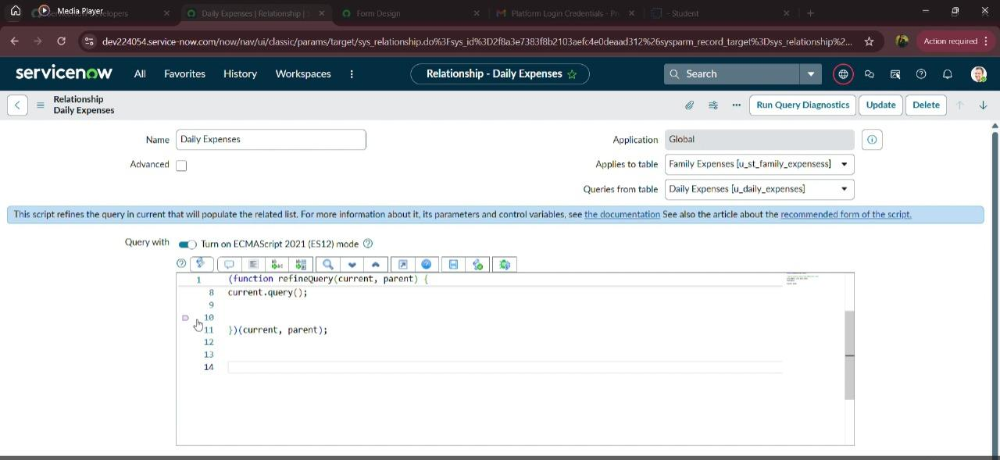 Media Player
elopers
Daily Expenses | Relationship |
Form Design
Platform Login Credentials - Pr
- Student
dev224054.service-now.com/now/nav/ui/classic/params/target/sys_relationship.do%3Fsys_id%3D2f8a3e7383f8b2103aefc4e0deaad312%26sysparm_record_target%3Dsys_relationship%2...
Action required
servicenow
All
Favorites
History
Workspaces
Relationship - Daily Expenses
Search
Relationship
Daily Expenses
Run Query Diagnostics
Update
Delete
Name
Daily Expenses
Application
Global
Advanced
Applies to table
Family Expenses [u_st_family_expensess]
Queries from table
Daily Expenses [u_daily_expenses]
This script refines the query in current that will populate the related list. For more information about it, its parameters and control variables, see the documentation See also the article about the recommended form of the script.
Query with
Turn on ECMAScript 2021 (ES12) mode
1 (function refineQuery(current, parent) {
8 current.query();
9
10
11 })(current, parent);
12
13
14